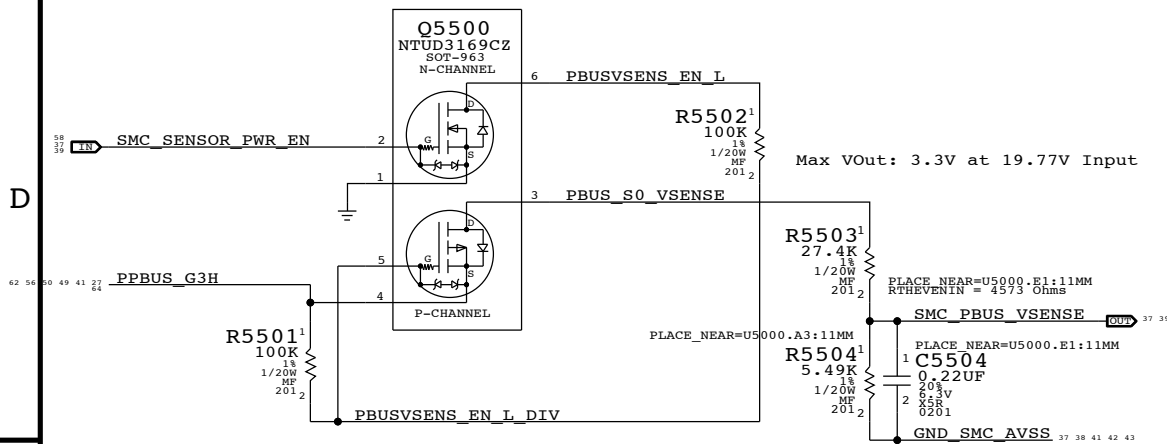 Q5500
NTUD3169CZ
SOT-963
N-CHANNEL
6 PBUSVSENS_EN_L
D
G
S
58
37
39
IN
SMC_SENSOR_PWR_EN
2
1
R5502
1
100K
1%
1/20W
MF
201
2
Max VOut: 3.3V at 19.77V Input
D
3 PBUS_S0_VSENSE
D
G
S
5
4
P-CHANNEL
62 56 50 49 41 27
64
PPBUS_G3H
R5501
1
100K
1%
1/20W
MF
201
2
PBUSVSENS_EN_L_DIV
R5503
1
27.4K
1%
1/20W
MF
201
2
PLACE_NEAR=U5000.E1:11MM
RTHEVENIN = 4573 Ohms
SMC_PBUS_VSENSE
OUT
37 39
PLACE_NEAR=U5000.A3:11MM
R5504
1
5.49K
1%
1/20W
MF
201
2
PLACE_NEAR=U5000.E1:11MM
1
C5504
0.22UF
20%
6.3V
X5R
0201
2
GND_SMC_AVSS
37 38 41 42 43